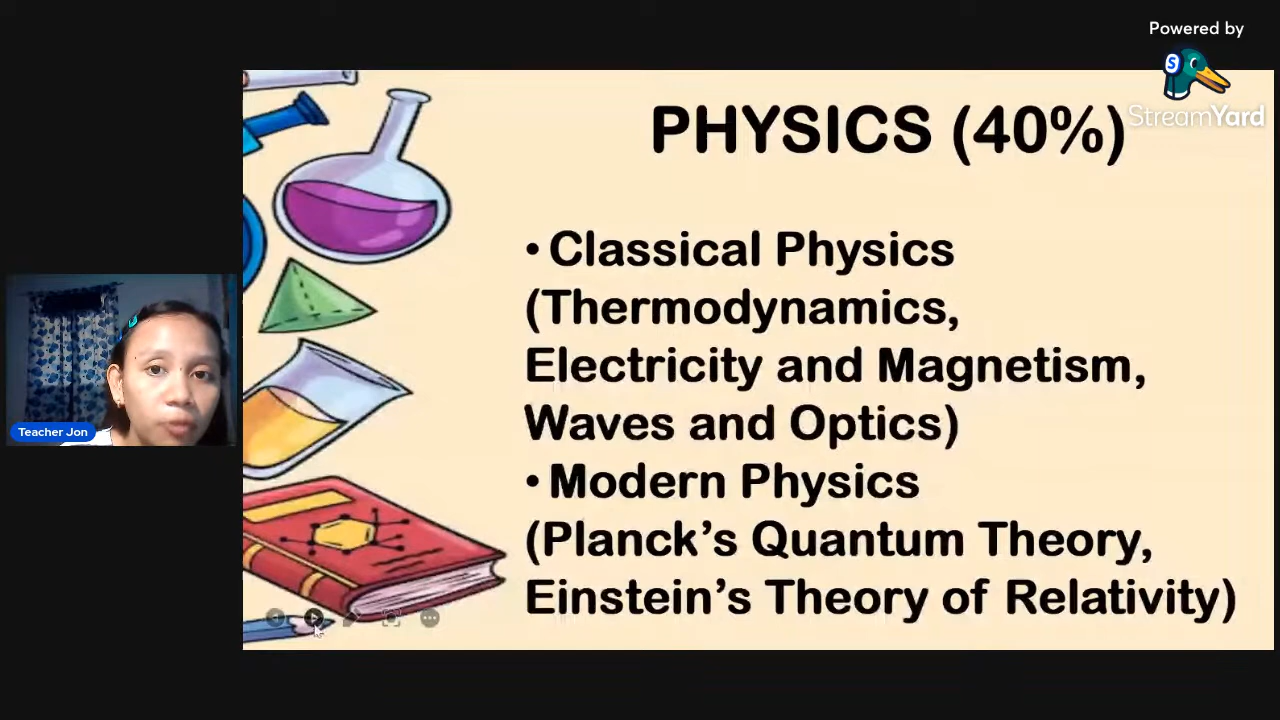 Powered by
StreamYard
PHYSICS (40%)
• Classical Physics
(Thermodynamics,
Electricity and Magnetism,
Waves and Optics)
• Modern Physics
(Planck’s Quantum Theory,
Einstein’s Theory of Relativity)
Teacher Jon